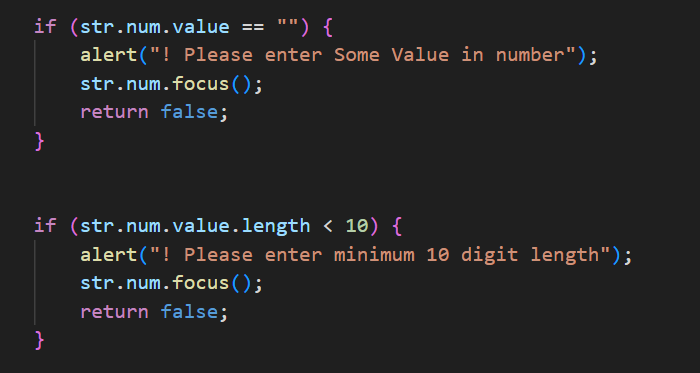 if (str.num.value == "") {
    alert("! Please enter Some Value in number");
    str.num.focus();
    return false;
}
if (str.num.value.length < 10) {
    alert("! Please enter minimum 10 digit length");
    str.num.focus();
    return false;
}